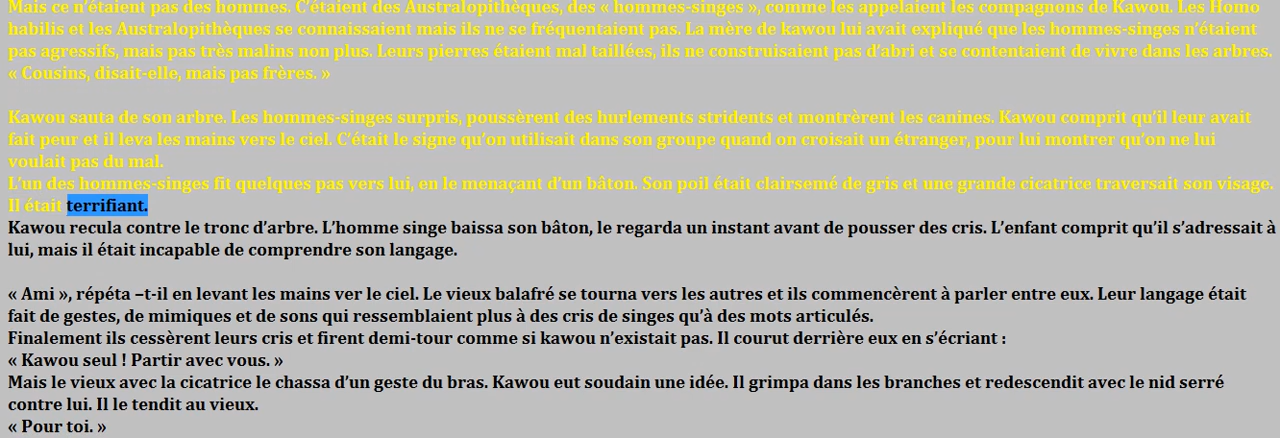 Mais ce n'étaient pas des hommes. C'étaient des Australopithèques, des « hommes-singes », comme les appelaient les compagnons de Kawou. Les Homo
habilis et les Australopithèques se connaissaient mais ils ne se fréquentaient pas. La mère de kawou lui avait expliqué que les hommes-singes n'étaient
pas agressifs, mais pas très malins non plus. Leurs pierres étaient mal taillées, ils ne construisaient pas d'abri et se contentaient de vivre dans les arbres.
« Cousins, disait-elle, mais pas frères. »
Kawou sauta de son arbre. Les hommes-singes surpris, poussèrent des hurlements stridents et montrèrent les canines. Kawou comprit qu'il leur avait
fait peur et il leva les mains vers le ciel. C'était le signe qu'on utilisait dans son groupe quand on croisait un étranger, pour lui montrer qu'on ne lui
voulait pas du mal.
L'un des hommes-singes fit quelques pas vers lui, en le menaçant d'un bâton. Son poil était clairsemé de gris et une grande cicatrice traversait son visage.
Il était terrifiant.
Kawou recula contre le tronc d'arbre. L'homme singe baissa son bâton, le regarda un instant avant de pousser des cris. L'enfant comprit qu'il s'adressait à
lui, mais il était incapable de comprendre son langage.
« Ami », répéta –t-il en levant les mains ver le ciel. Le vieux balafré se tourna vers les autres et ils commencèrent à parler entre eux. Leur langage était
fait de gestes, de mimiques et de sons qui ressemblaient plus à des cris de singes qu'à des mots articulés.
Finalement ils cessèrent leurs cris et firent demi-tour comme si kawou n'existait pas. Il courut derrière eux en s'écriant :
« Kawou seul ! Partir avec vous. »
Mais le vieux avec la cicatrice le chassa d'un geste du bras. Kawou eut soudain une idée. Il grimpa dans les branches et redescendit avec le nid serré
contre lui. Il le tendit au vieux.
« Pour toi. »